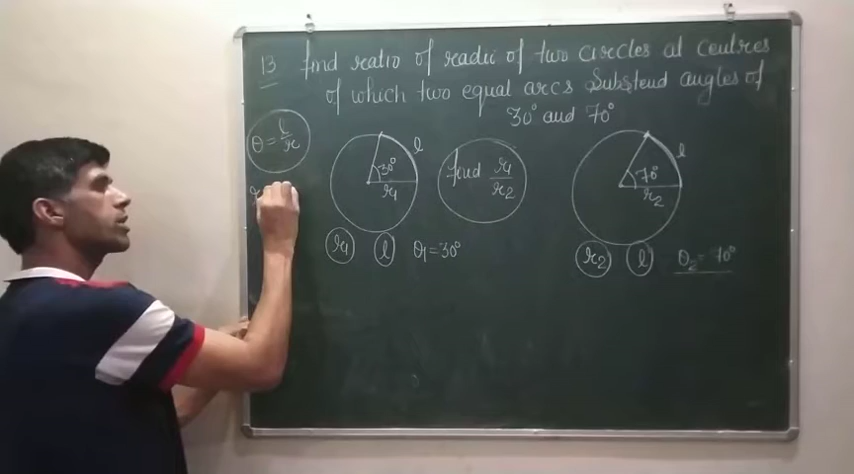 13 find ratio of radii of two circles at centres
of which two equal arcs Substend angles of
30° and 70°
θ = l/r
30°
r1
l
find r1/r2
70°
r2
l
r1 l θ1 = 30°
r2 l θ2 = 70°